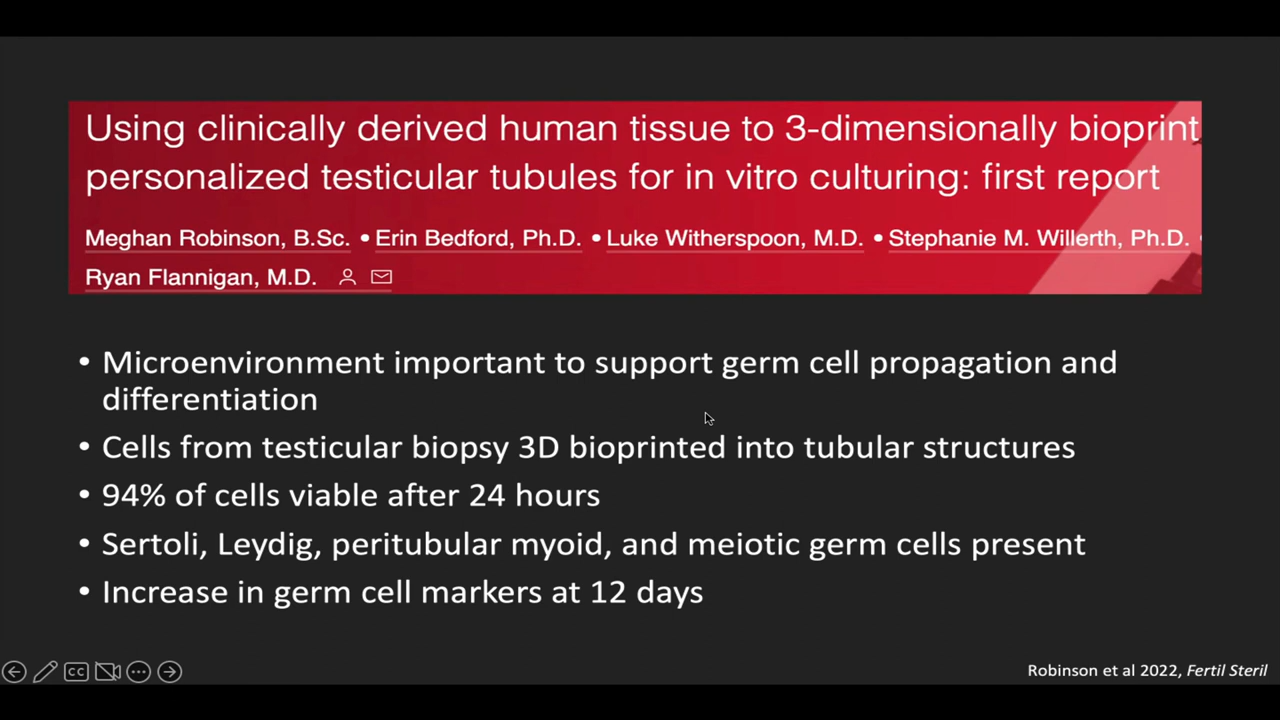 Using clinically derived human tissue to 3-dimensionally bioprint
personalized testicular tubules for in vitro culturing: first report
Meghan Robinson, B.Sc. • Erin Bedford, Ph.D. • Luke Witherspoon, M.D. • Stephanie M. Willerth, Ph.D. •
Ryan Flannigan, M.D.
• Microenvironment important to support germ cell propagation and
differentiation
• Cells from testicular biopsy 3D bioprinted into tubular structures
• 94% of cells viable after 24 hours
• Sertoli, Leydig, peritubular myoid, and meiotic germ cells present
• Increase in germ cell markers at 12 days
CC
Robinson et al 2022, Fertil Steril